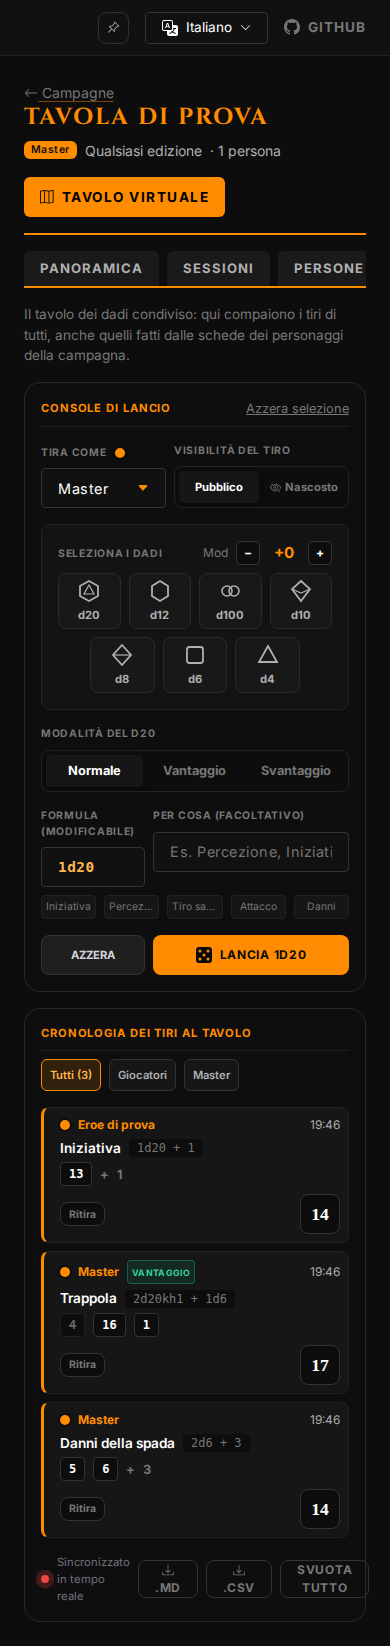 Italiano
GITHUB
← Campagne
TAVOLA DI PROVA
Master Qualsiasi edizione · 1 persona
TAVOLO VIRTUALE
PANORAMICA SESSIONI PERSONE
Il tavolo dei dadi condiviso: qui compaiono i tiri di
tutti, anche quelli fatti dalle schede dei personaggi
della campagna.
CONSOLE DI LANCIO Azzera selezione
TIRA COME VISIBILITÀ DEL TIRO
Master Pubblico Nascosto
SELEZIONA I DADI Mod − +0 +
d20 d12 d100 d10
d8 d6 d4
MODALITÀ DEL D20
Normale Vantaggio Svantaggio
FORMULA
(MODIFICABILE)
PER COSA (FACOLTATIVO)
1d20 Es. Percezione, Iniziati
Iniziativa Percez... Tiro sa... Attacco Danni
AZZERA LANCIA 1D20
CRONOLOGIA DEI TIRI AL TAVOLO
Tutti (3) Giocatori Master
Eroe di prova 19:46
Iniziativa 1d20 + 1
13 + 1
Ritira 14
Master VANTAGGIO 19:46
Trappola 2d20kh1 + 1d6
4 16 1
Ritira 17
Master 19:46
Danni della spada 2d6 + 3
5 6 + 3
Ritira 14
Sincronizzato
in tempo
reale
.MD .CSV
SVUOTA
TUTTO